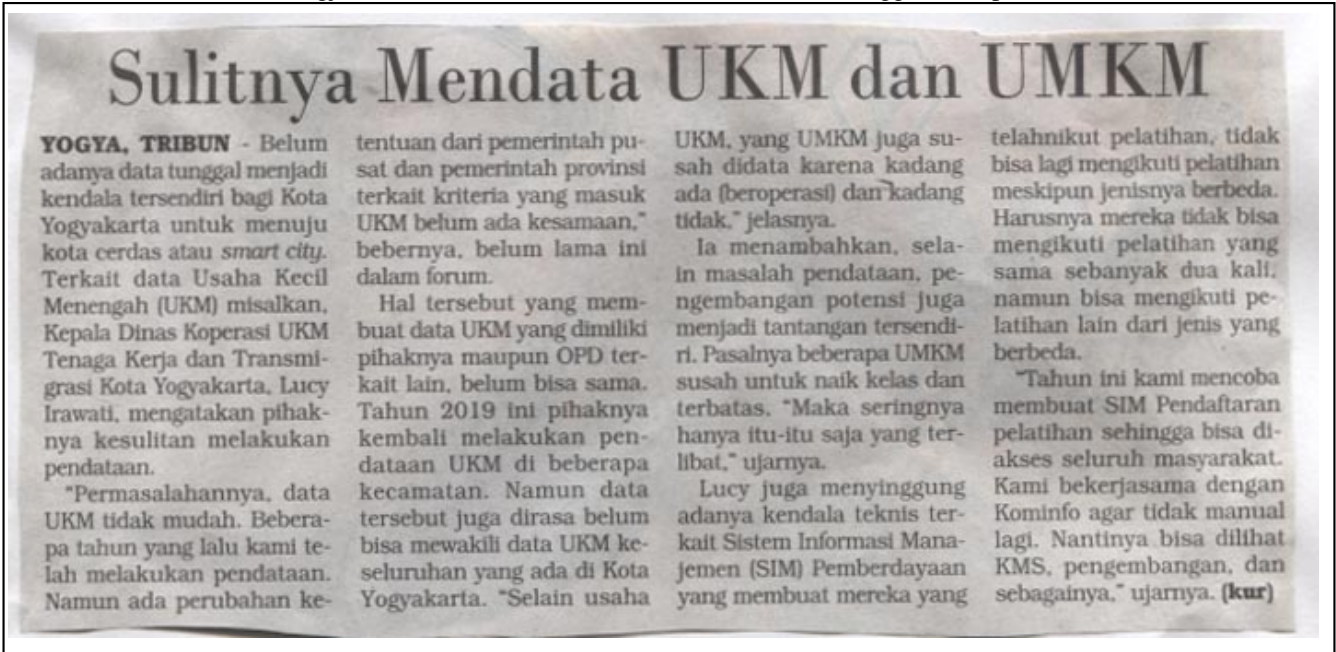 Sulitnya Mendata UKM dan UMKM
YOGYA, TRIBUN - Belum
adanya data tunggal menjadi
kendala tersendiri bagi Kota
Yogyakarta untuk menuju
kota cerdas atau smart city.
Terkait data Usaha Kecil
Menengah (UKM) misalkan,
Kepala Dinas Koperasi UKM
Tenaga Kerja dan Transmi-
grasi Kota Yogyakarta, Lucy
Irawati, mengatakan pihak-
nya kesulitan melakukan
pendataan.
"Permasalahannya, data
UKM tidak mudah. Bebera-
pa tahun yang lalu kami te-
lah melakukan pendataan.
Namun ada perubahan ke-
tentuan dari pemerintah pu-
sat dan pemerintah provinsi
terkait kriteria yang masuk
UKM belum ada kesamaan,"
bebernya, belum lama ini
dalam forum.
Hal tersebut yang mem-
buat data UKM yang dimiliki
pihaknya maupun OPD ter-
kait lain, belum bisa sama.
Tahun 2019 ini pihaknya
kembali melakukan pen-
dataan UKM di beberapa
kecamatan. Namun data
tersebut juga dirasa belum
bisa mewakili data UKM ke-
seluruhan yang ada di Kota
Yogyakarta. "Selain usaha
UKM, yang UMKM juga su-
sah didata karena kadang
ada (beroperasi) dan kadang
tidak," jelasnya.
Ia menambahkan, sela-
in masalah pendataan, pe-
ngembangan potensi juga
menjadi tantangan tersendi-
ri. Pasalnya beberapa UMKM
susah untuk naik kelas dan
terbatas. "Maka seringnya
hanya itu-itu saja yang ter-
libat," ujarnya.
Lucy juga menyinggung
adanya kendala teknis ter-
kait Sistem Informasi Mana-
jemen (SIM) Pemberdayaan
yang membuat mereka yang
telahnikut pelatihan, tidak
bisa lagi mengikuti pelatihan
meskipun jenisnya berbeda.
Harusnya mereka tidak bisa
mengikuti pelatihan yang
sama sebanyak dua kali,
namun bisa mengikuti pe-
latihan lain dari jenis yang
berbeda.
"Tahun ini kami mencoba
membuat SIM Pendaftaran
pelatihan sehingga bisa di-
akses seluruh masyarakat.
Kami bekerjasama dengan
Kominfo agar tidak manual
lagi. Nantinya bisa dilihat
KMS, pengembangan, dan
sebagainya," ujarnya. (kur)